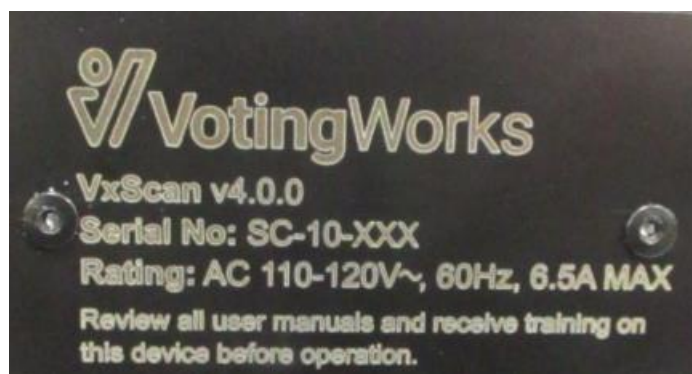 VotingWorks
VxScan v4.0.0
Serial No: SC-10-XXX
Rating: AC 110-120V~, 60Hz, 6.5A MAX
Review all user manuals and receive training on
this device before operation.